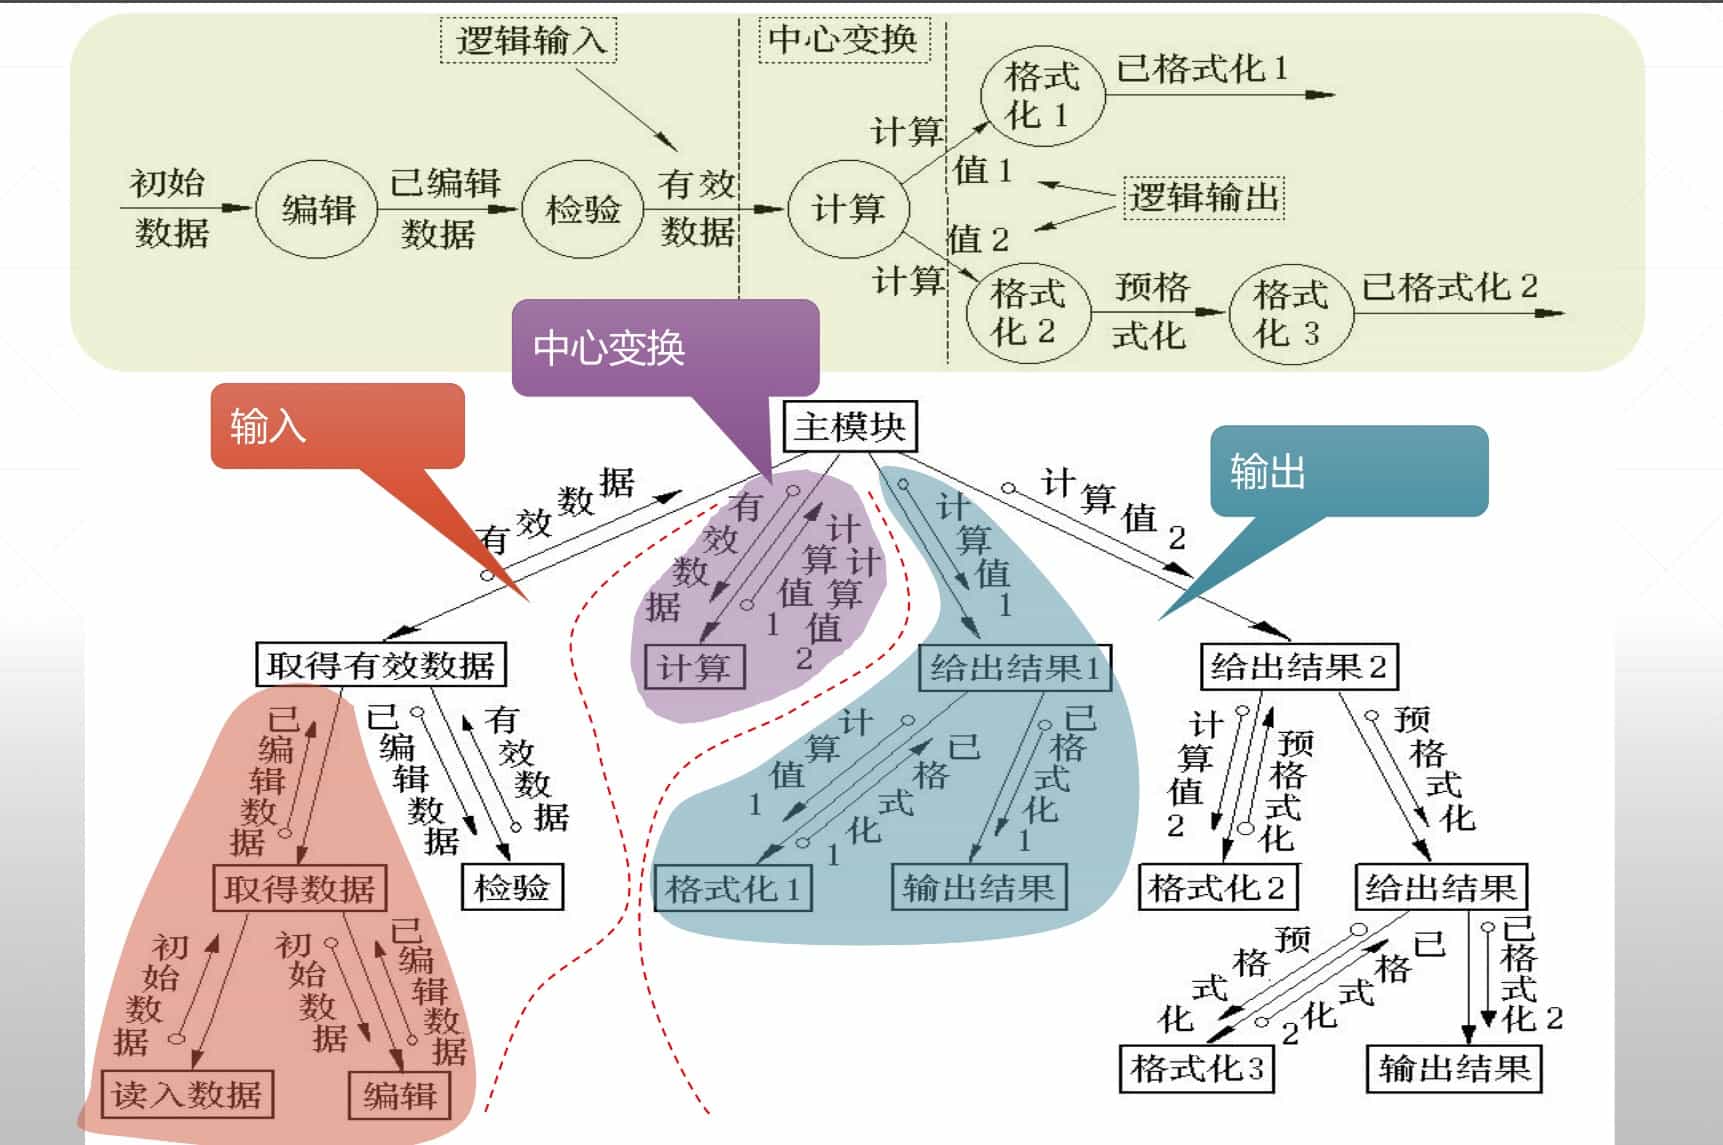 逻辑输入
中心变换
初始
数据
编辑
已编辑
数据
检验
有效
数据
计算
计算
值1
计算
值2
格式
化1
已格式化1
逻辑输出
格式
化2
预格
式化
格式
化3
已格式化2
中心变换
输入
输出
主模块
有效数据
有效数据
计算值1
计算值2
计算值1
计算值2
取得有效数据
计算
给出结果1
给出结果2
已编辑数据
已编辑数据
有效数据
计算值1
已格式化1
已格式化1
计算值2
预格式化
预格式化
取得数据
检验
格式化1
输出结果
格式化2
给出结果
初始数据
初始数据
已编辑数据
预格式化
已格式化2
已格式化2
读入数据
编辑
格式化3
输出结果